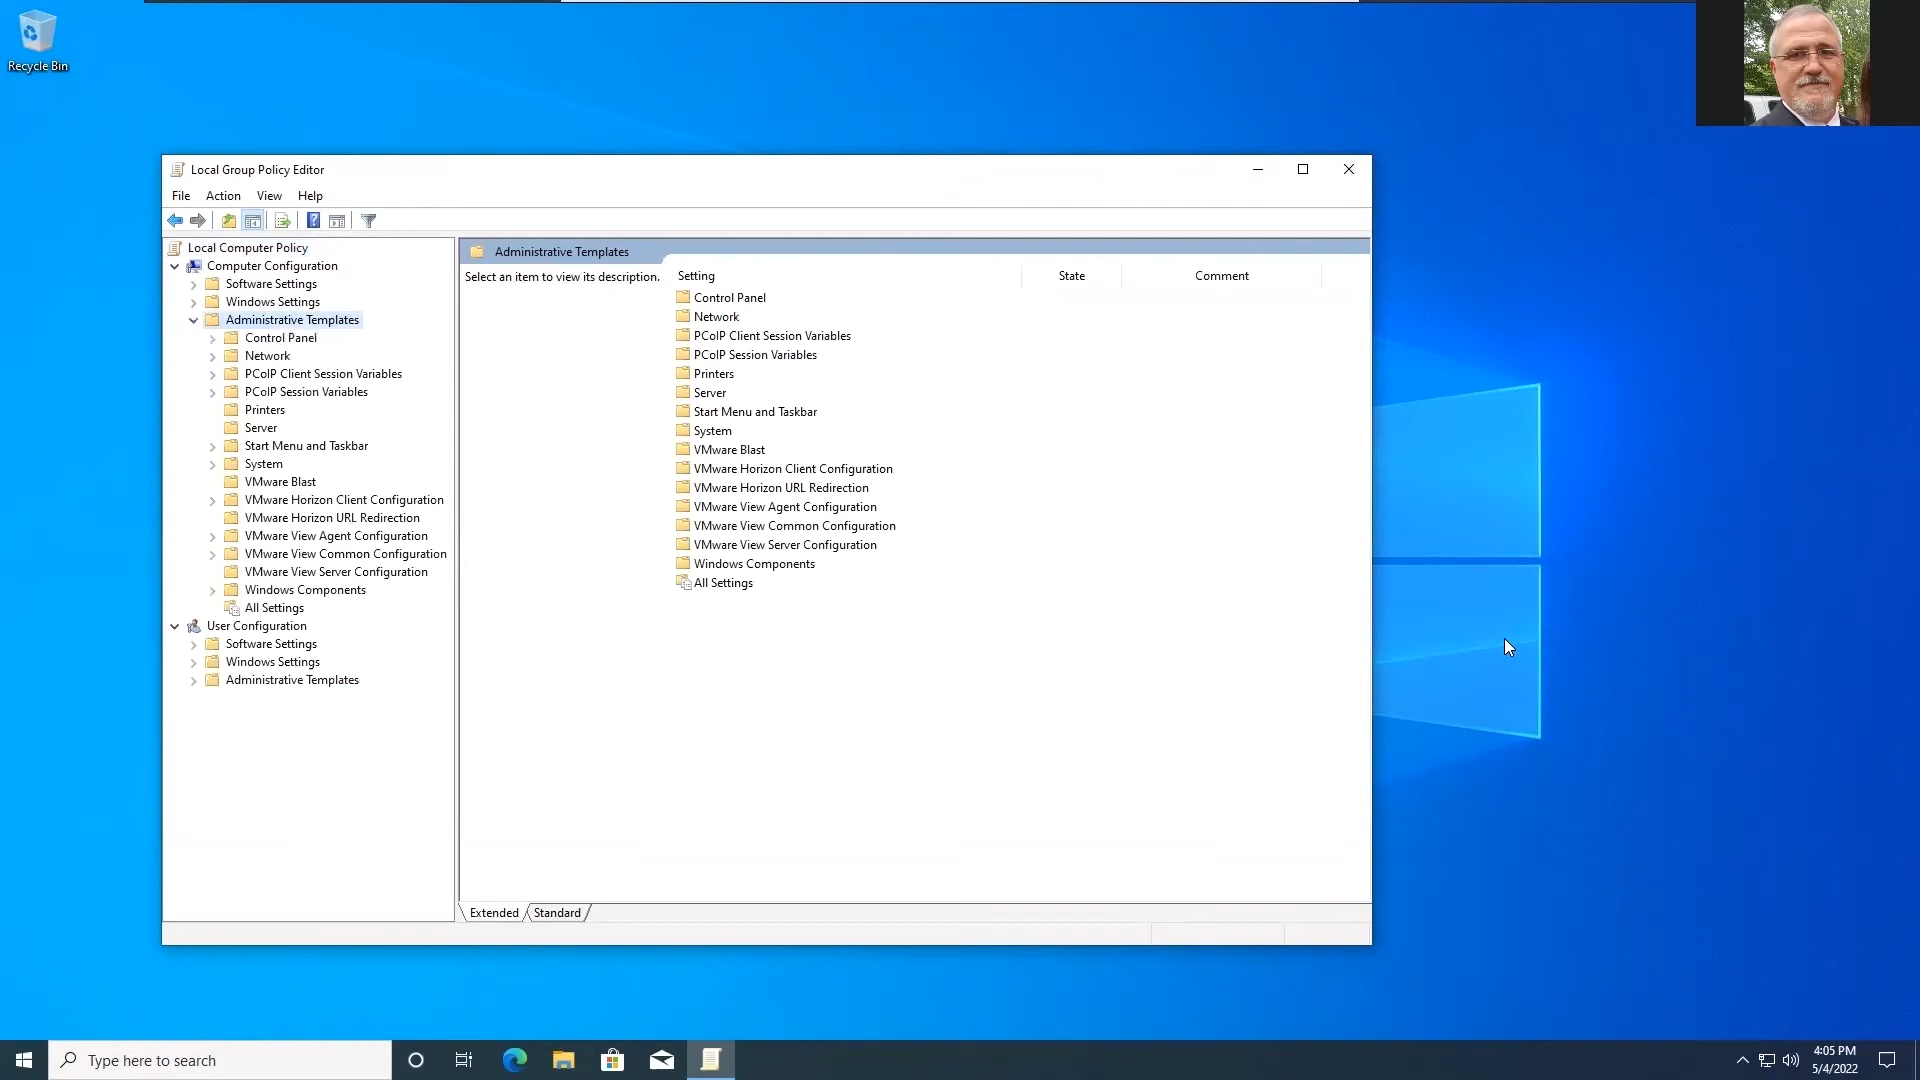 Recycle Bin
Local Group Policy Editor
File Action View Help
Local Computer Policy
Computer Configuration
Software Settings
Windows Settings
Administrative Templates
Control Panel
Network
PCoIP Client Session Variables
PCoIP Session Variables
Printers
Server
Start Menu and Taskbar
System
VMware Blast
VMware Horizon Client Configuration
VMware Horizon URL Redirection
VMware View Agent Configuration
VMware View Common Configuration
VMware View Server Configuration
Windows Components
All Settings
User Configuration
Software Settings
Windows Settings
Administrative Templates
Administrative Templates
Select an item to view its description.
Setting State Comment
Control Panel
Network
PCoIP Client Session Variables
PCoIP Session Variables
Printers
Server
Start Menu and Taskbar
System
VMware Blast
VMware Horizon Client Configuration
VMware Horizon URL Redirection
VMware View Agent Configuration
VMware View Common Configuration
VMware View Server Configuration
Windows Components
All Settings
Extended Standard
Type here to search
4:05 PM
5/4/2022